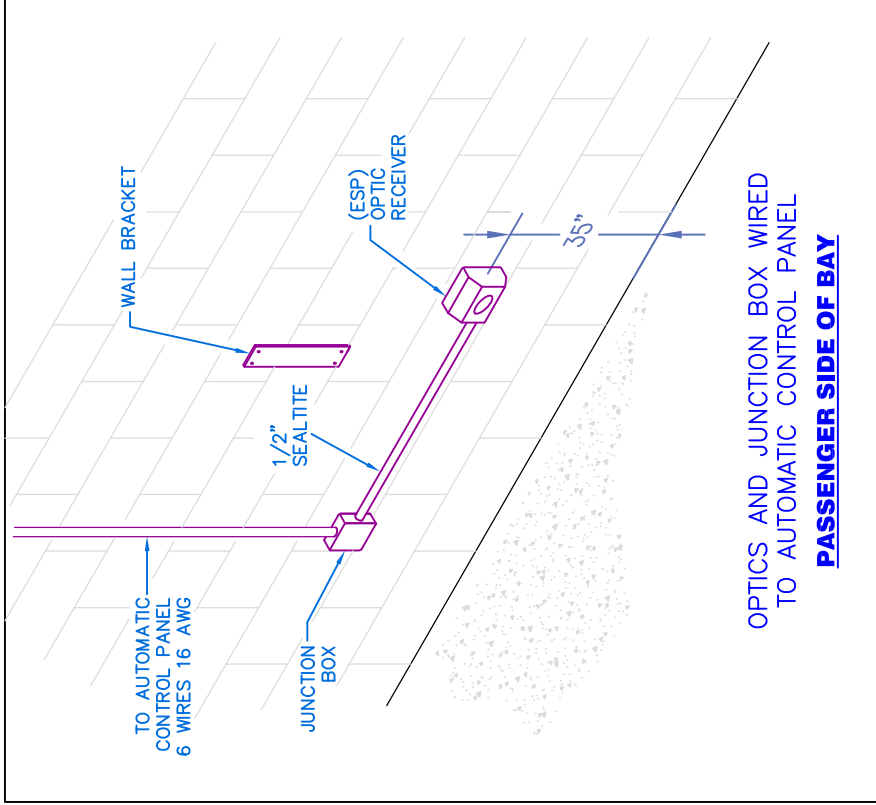 WALL BRACKET
(ESP)
OPTIC
RECEIVER
35"
1/2"
SEALTITE
TO AUTOMATIC
CONTROL PANEL
6 WIRES 16 AWG
JUNCTION
BOX
OPTICS AND JUNCTION BOX WIRED
TO AUTOMATIC CONTROL PANEL
PASSENGER SIDE OF BAY